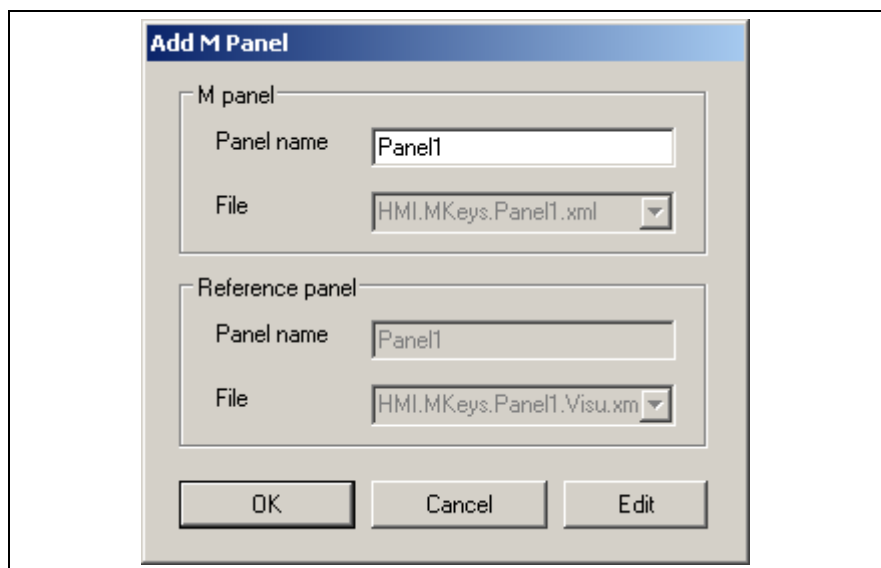 Add M Panel
M panel
Panel name Panel1
File HMI.MKeys.Panel1.xml
Reference panel
Panel name Panel1
File HMI.MKeys.Panel1.Visu.xm
OK Cancel Edit